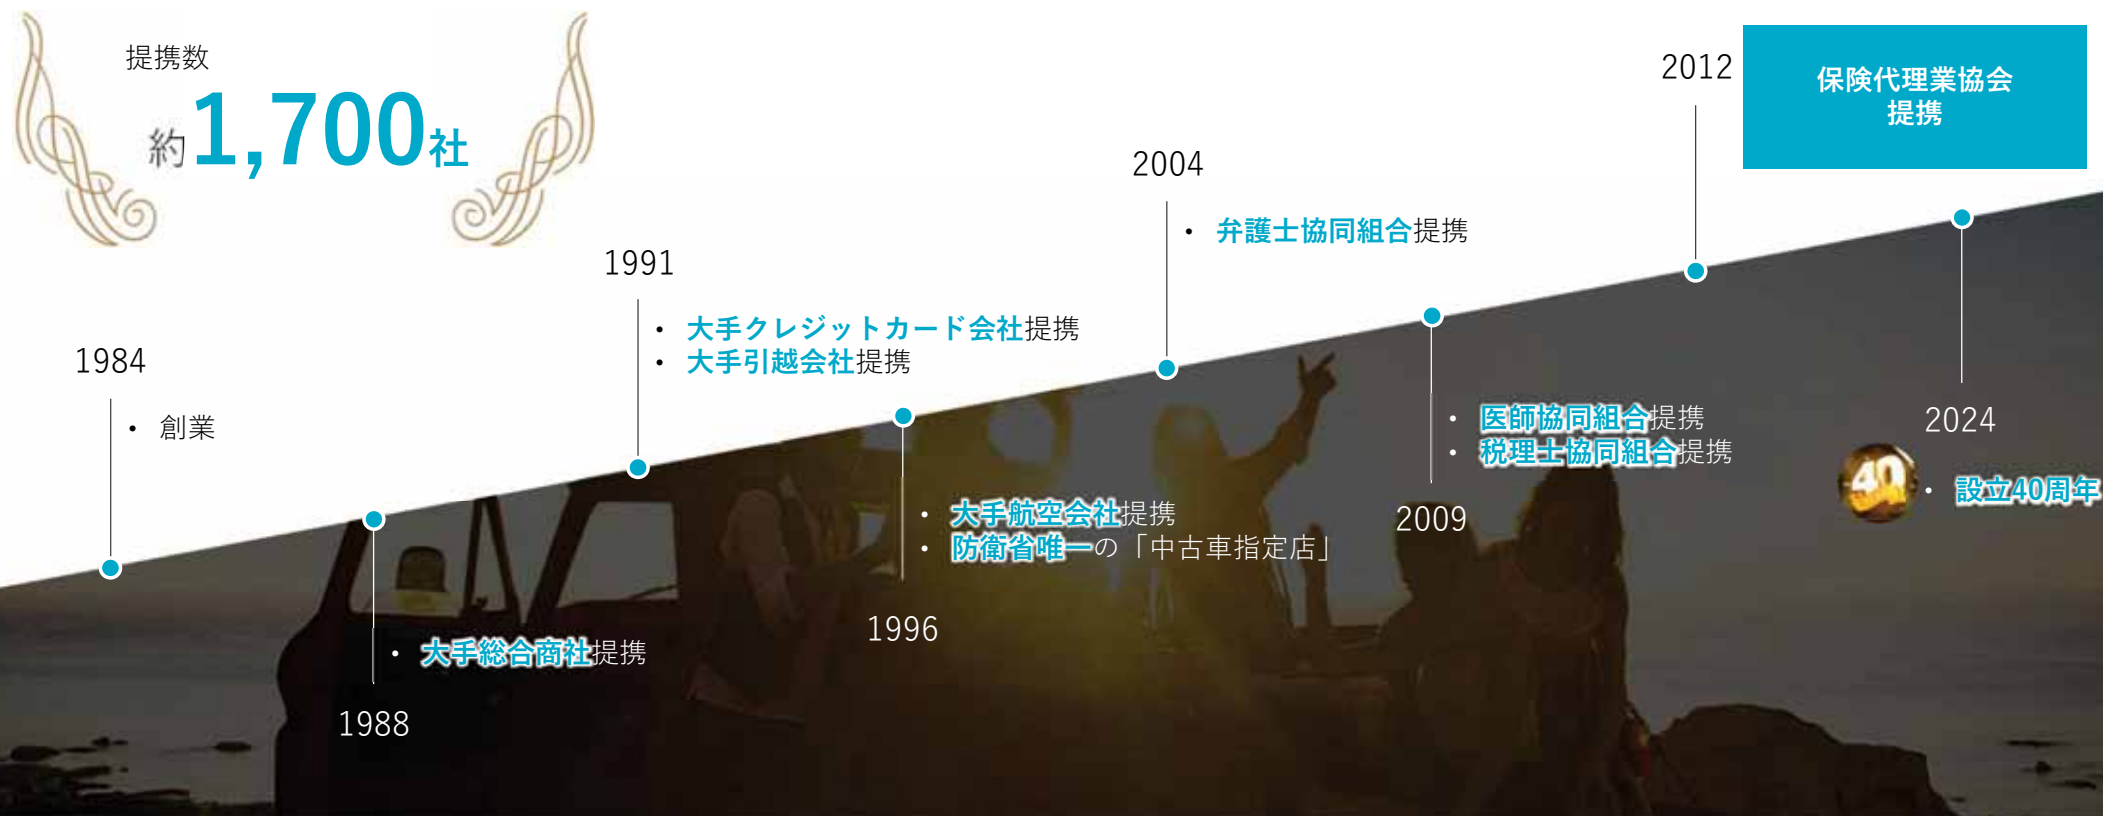 提携数
約1,700社
1984
・ 創業
1988
・ 大手総合商社提携
1991
・ 大手クレジットカード会社提携
・ 大手引越会社提携
1996
・ 大手航空会社提携
・ 防衛省唯一の「中古車指定店」
2004
・ 弁護士協同組合提携
2009
・ 医師協同組合提携
・ 税理士協同組合提携
2012
保険代理業協会
提携
2024
40
・ 設立40周年